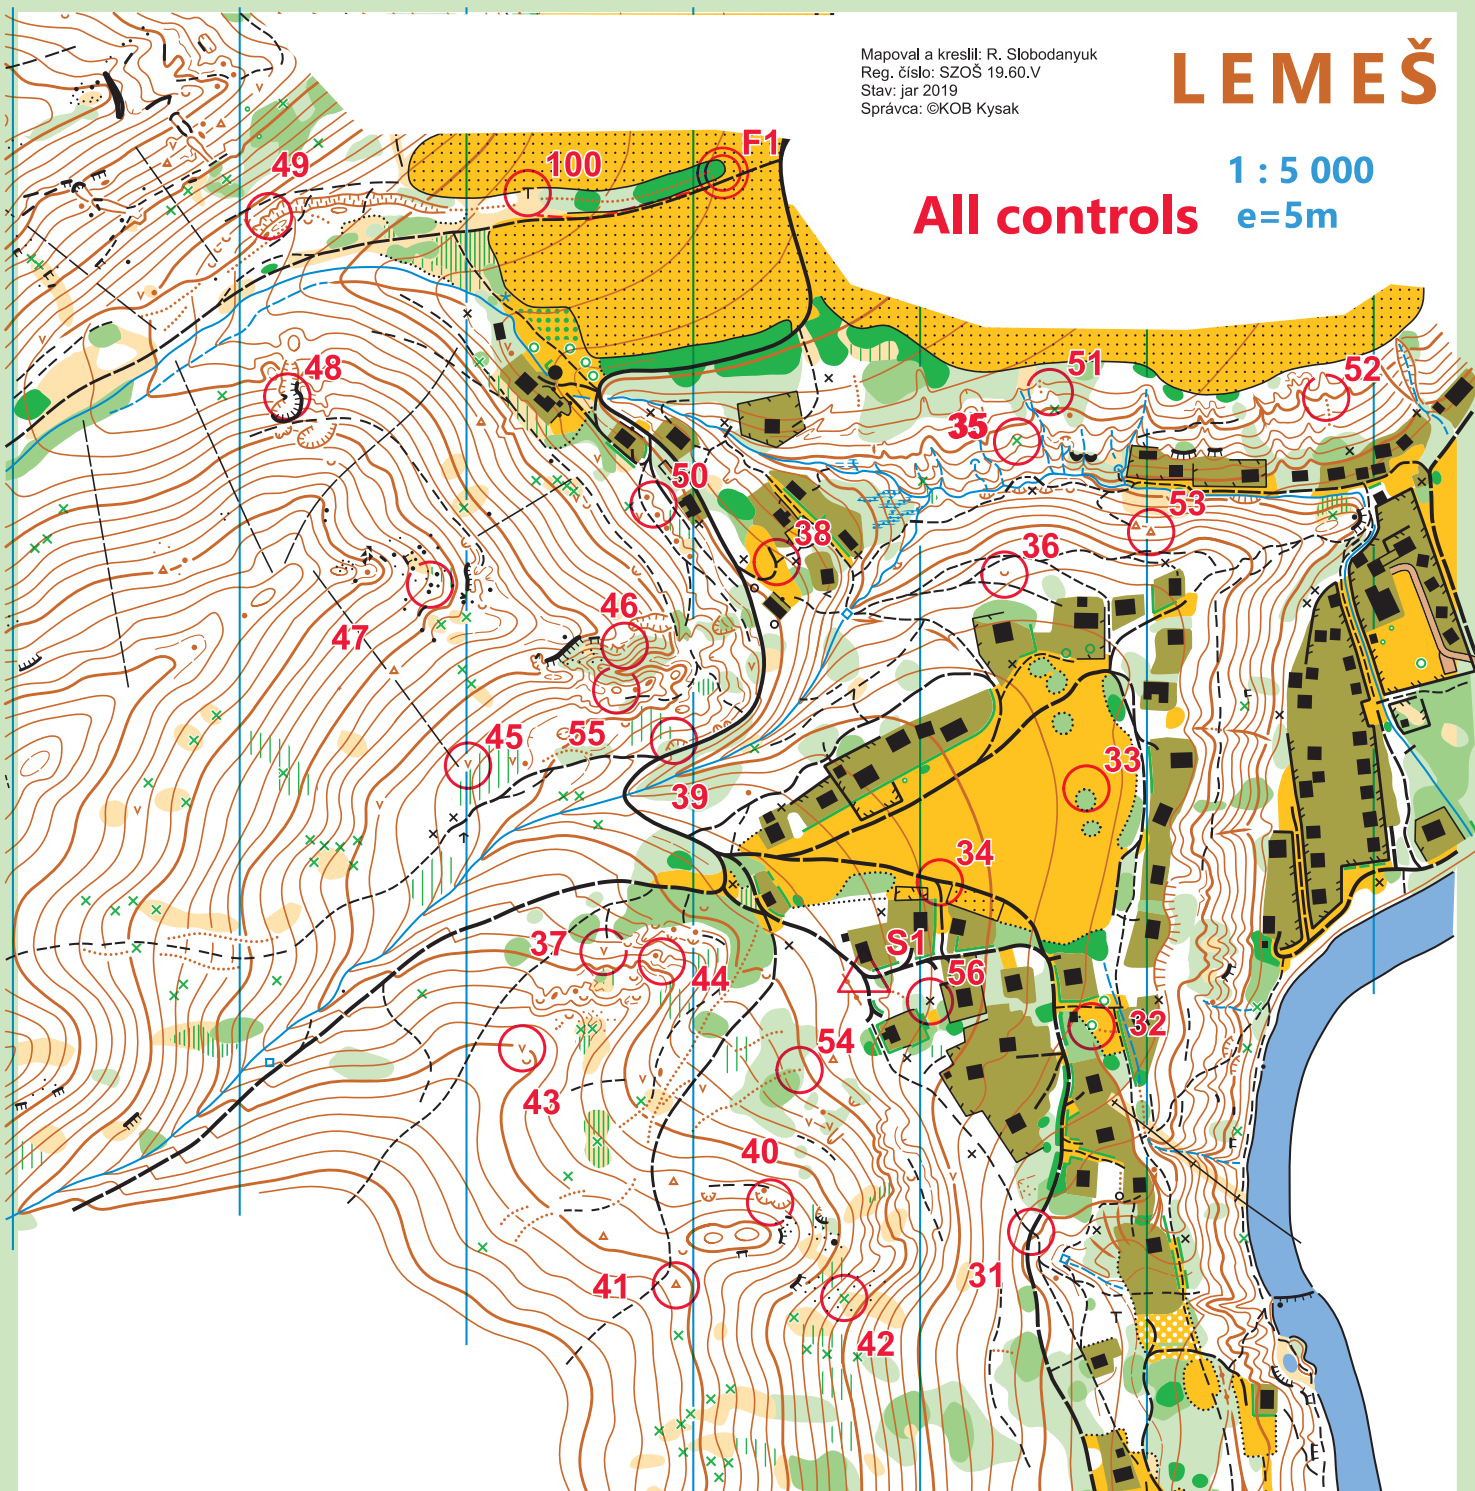 Mapoval a kreslil: R. Slobodanyuk
Reg. číslo: SZOŠ 19.60.V
Stav: jar 2019
Správca: ©KOB Kysak
LEMEŠ
1 : 5 000
e=5m
All controls
F1
100
49
48
51
52
35
50
53
38
36
46
47
55
45
39
33
34
37
S1
44
56
32
54
43
40
41
31
42